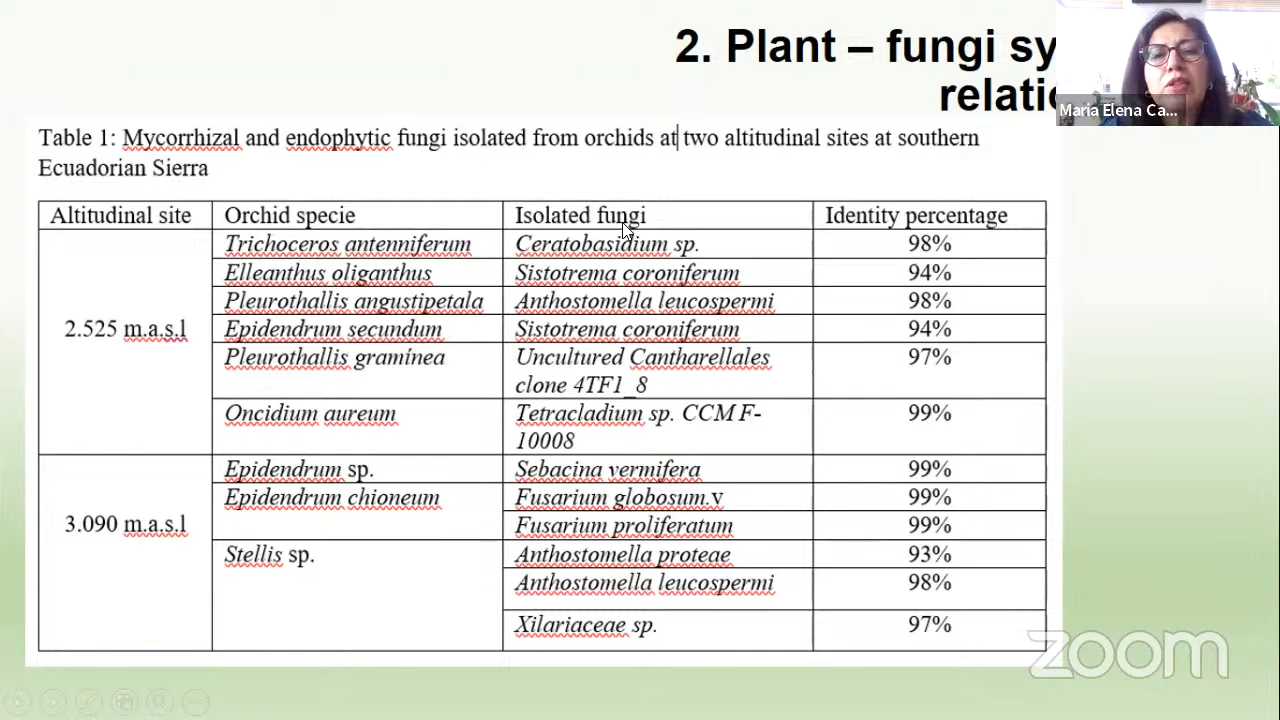 2. Plant – fungi sy
relatio
Maria Elena Ca...
Table 1: Mycorrhizal and endophytic fungi isolated from orchids at two altitudinal sites at southern
Ecuadorian Sierra
Altitudinal site Orchid specie Isolated fungi Identity percentage
Trichoceros antenniferum Ceratobasidium sp. 98%
Elleanthus oliganthus Sistotrema coroniferum 94%
Pleurothallis angustipetala Anthostomella leucospermi 98%
2.525 m.a.s.l Epidendrum secundum Sistotrema coroniferum 94%
Pleurothallis gramínea Uncultured Cantharellales 97%
clone 4TF1_8
Oncidium aureum Tetracladium sp. CCM F-
10008 99%
Epidendrum sp. Sebacina vermifera 99%
Epidendrum chioneum Fusarium globosum.y 99%
3.090 m.a.s.l Fusarium proliferatum 99%
Stellis sp. Anthostomella proteae 93%
Anthostomella leucospermi 98%
Xilariaceae sp. 97%
zoom